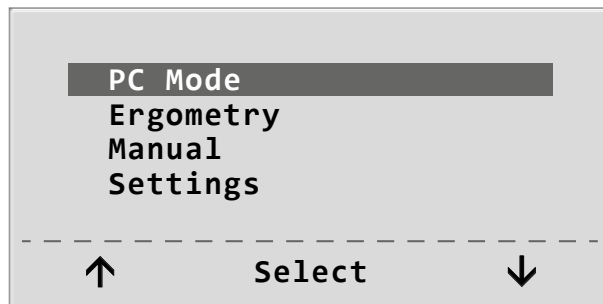 PC Mode
Ergometry
Manual
Settings
↑ Select ↓